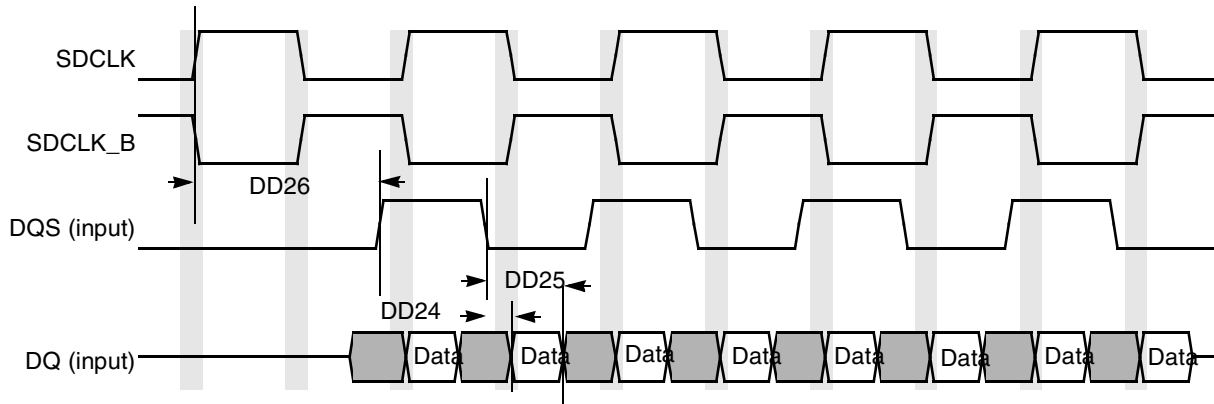 SDCLK
SDCLK_B
DD26
DQS (input)
DD25
DD24
DQ (input)
Data Data Data Data Data Data Data Data